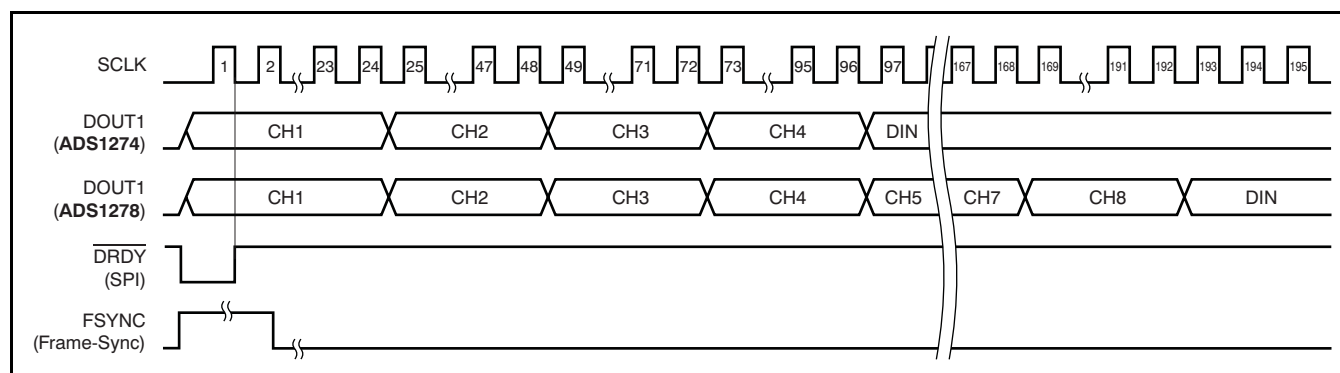 SCLK 1 2 23 24 25 47 48 49 71 72 73 95 96 97 167 168 169 191 192 193 194 195
DOUT1
(ADS1274) CH1 CH2 CH3 CH4 DIN
DOUT1
(ADS1278) CH1 CH2 CH3 CH4 CH5 CH7 CH8 DIN
DRDY
(SPI)
FSYNC
(Frame-Sync)